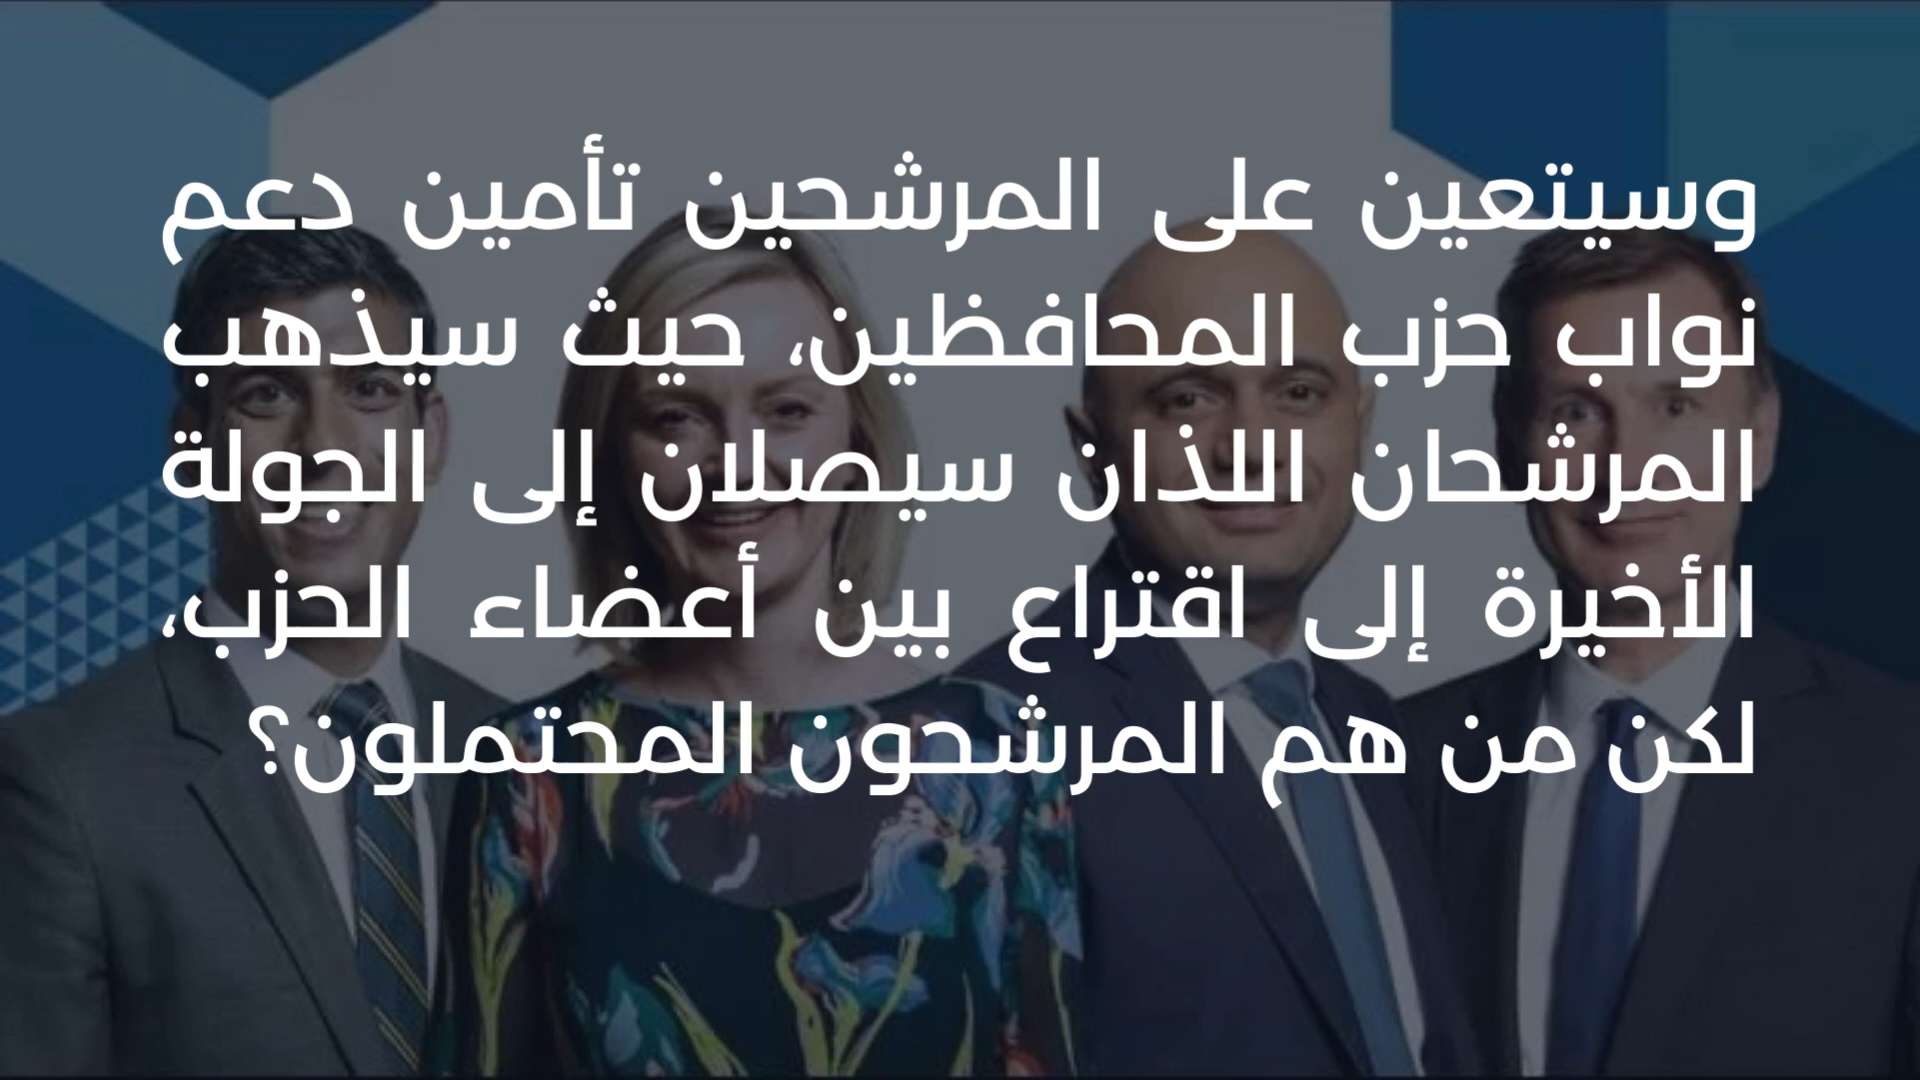 وسيتعين على المرشحين تأمين دعم
نواب حزب المحافظين، حيث سيذهب
المرشحان اللذان سيصلان إلى الجولة
الأخيرة إلى اقتراع بين أعضاء الحزب،
لكن من هم المرشحون المحتملون؟